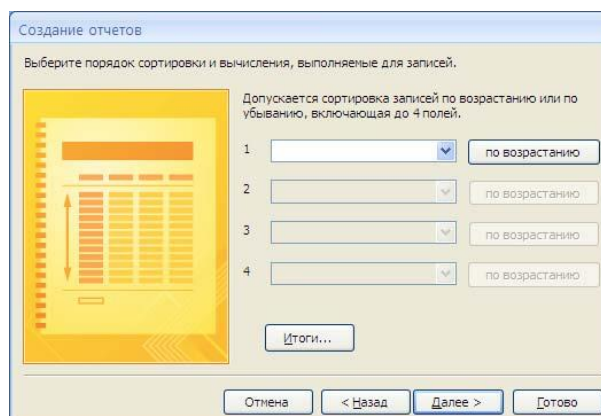 Создание отчетов
Выберите порядок сортировки и вычисления, выполняемые для записей.
Допускается сортировка записей по возрастанию или по
убыванию, включающая до 4 полей.
1 по возрастанию
2 по возрастанию
3 по возрастанию
4 по возрастанию
Итоги...
Отмена < Назад Далее > Готово